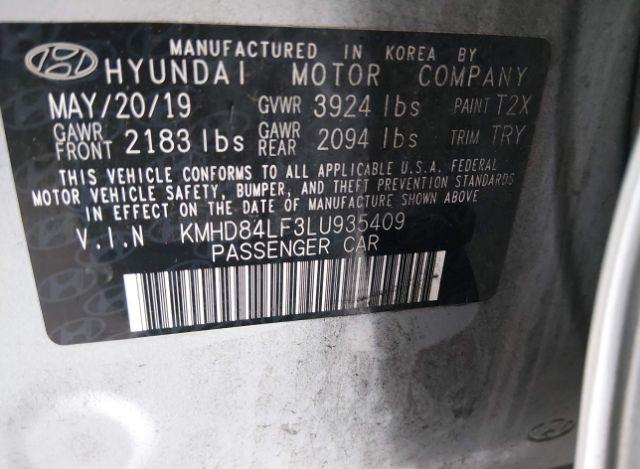 MANUFACTURED IN KOREA BY
HYUNDAI MOTOR COMPANY
MAY/20/19 GVWR 3924 lbs PAINT T2X
GAWR FRONT 2183 lbs GAWR REAR 2094 lbs TRIM TRY
THIS VEHICLE CONFORMS TO ALL APPLICABLE U.S.A. FEDERAL
MOTOR VEHICLE SAFETY, BUMPER, AND THEFT PREVENTION STANDARDS
IN EFFECT ON THE DATE OF MANUFACTURE SHOWN ABOVE
V.I.N KMHD84LF3LU935409
PASSENGER CAR